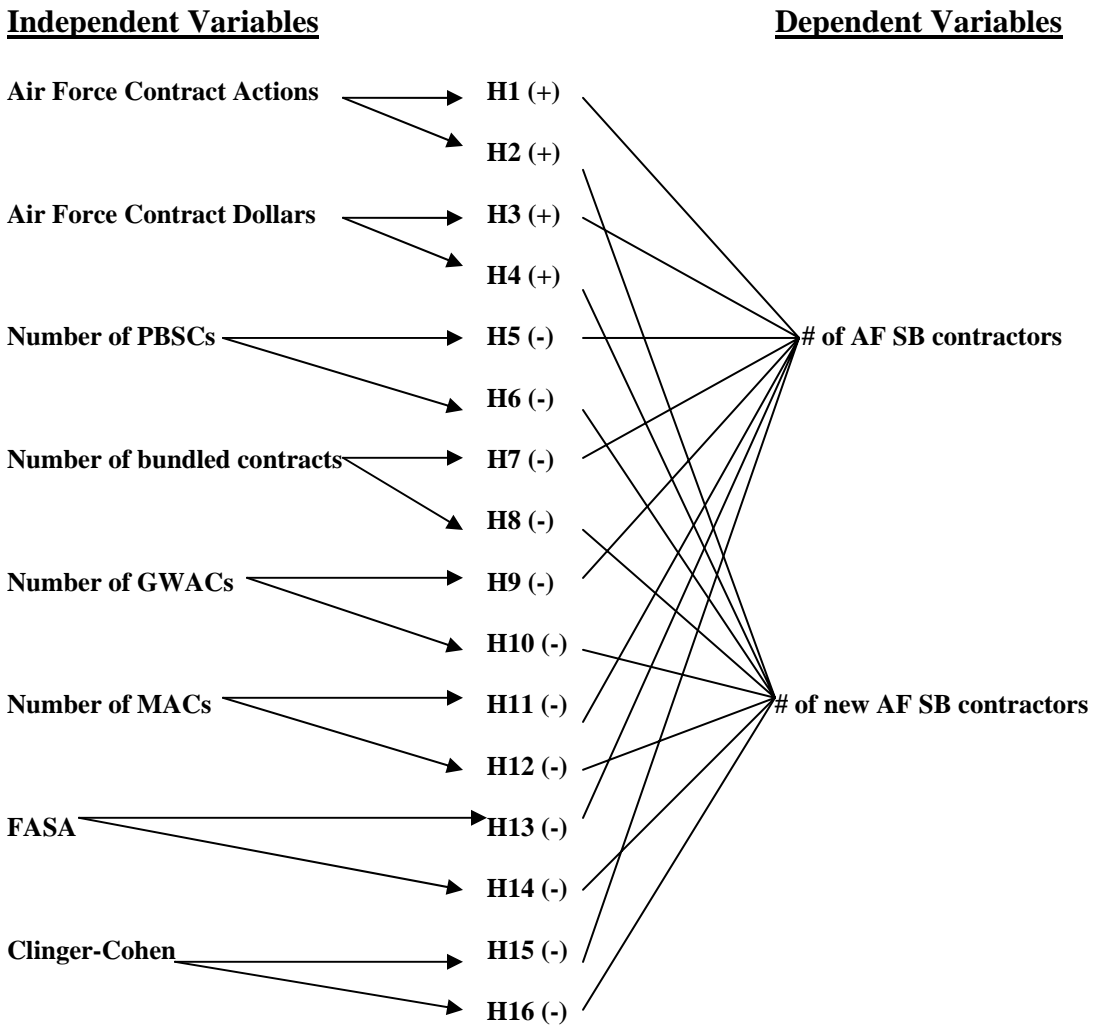 Independent Variables Dependent Variables
Air Force Contract Actions H1 (+)
H2 (+)
Air Force Contract Dollars H3 (+)
H4 (+)
Number of PBSCs H5 (-) # of AF SB contractors
H6 (-)
Number of bundled contracts H7 (-)
H8 (-)
Number of GWACs H9 (-)
H10 (-)
Number of MACs H11 (-) # of new AF SB contractors
H12 (-)
FASA H13 (-)
H14 (-)
Clinger-Cohen H15 (-)
H16 (-)